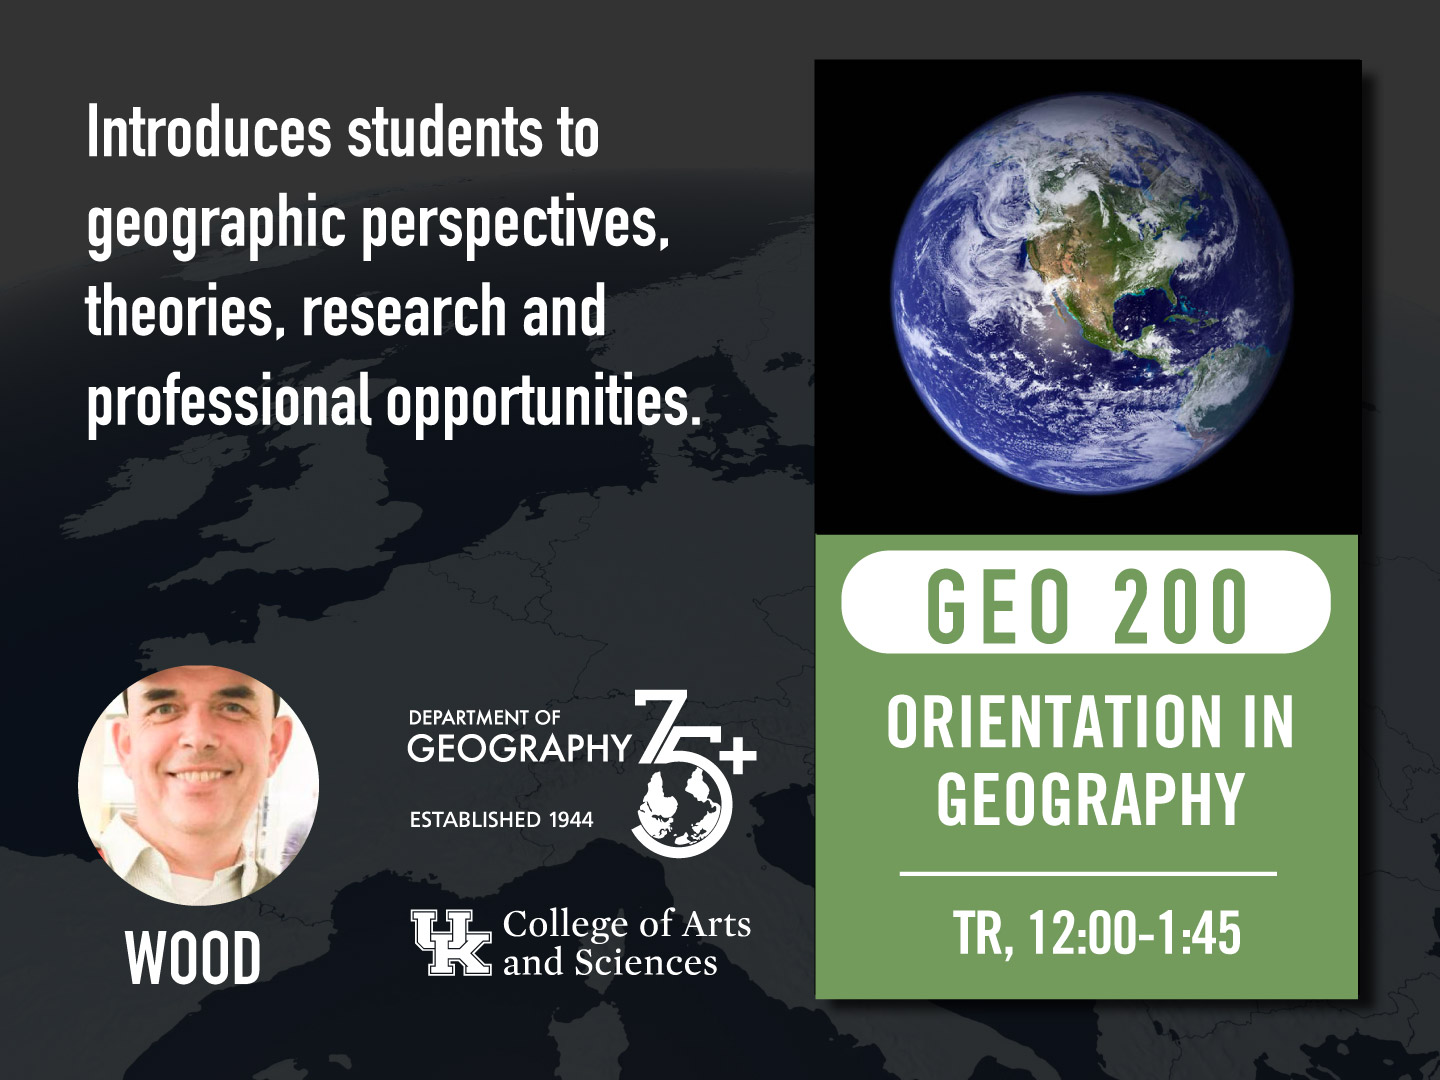 Introduces students to
geographic perspectives,
theories, research and
professional opportunities.
WOOD
DEPARTMENT OF
GEOGRAPHY 75+
ESTABLISHED 1944
UK College of Arts
and Sciences
GEO 200
ORIENTATION IN
GEOGRAPHY
TR, 12:00-1:45